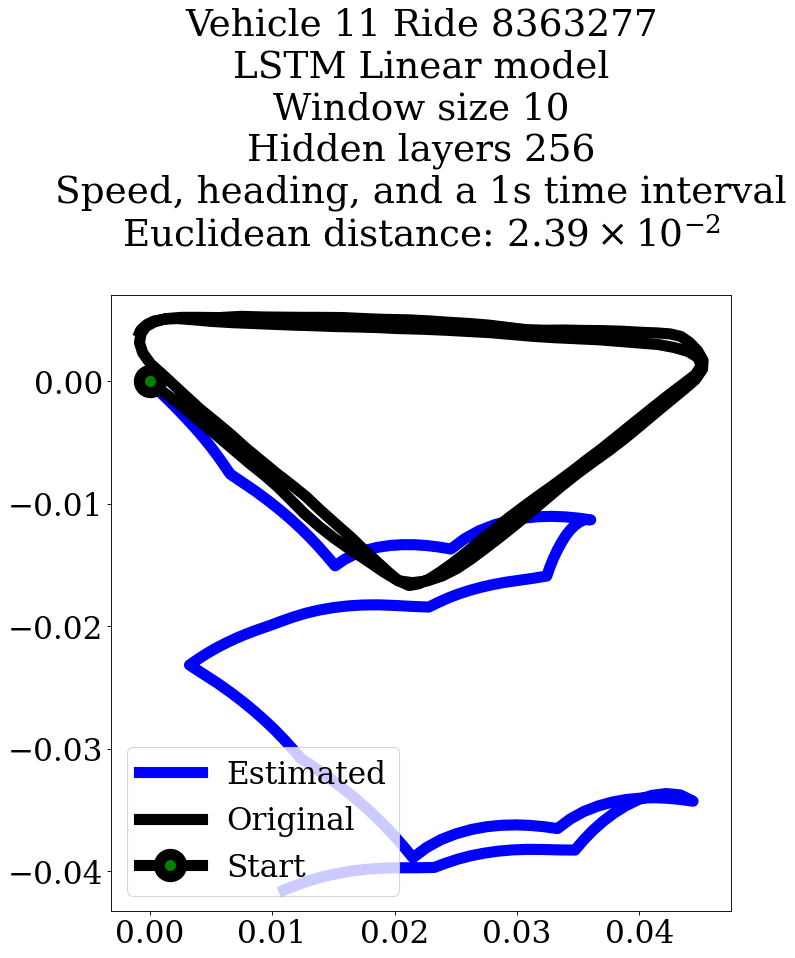 Vehicle 11 Ride 8363277
LSTM Linear model
Window size 10
Hidden layers 256
Speed, heading, and a 1s time interval
Euclidean distance: 2.39 × 10⁻²
0.00
−0.01
−0.02
−0.03
−0.04
Estimated
Original
Start
0.00 0.01 0.02 0.03 0.04